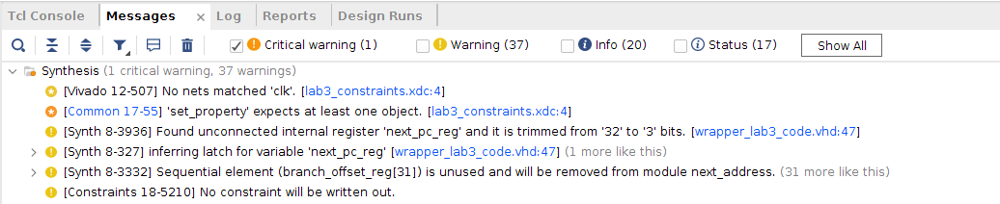 Tcl Console Messages × Log Reports Design Runs
Critical warning (1) Warning (37) Info (20) Status (17) Show All
Synthesis (1 critical warning, 37 warnings)
[Vivado 12-507] No nets matched 'clk'. [lab3_constraints.xdc:4]
[Common 17-55] 'set_property' expects at least one object. [lab3_constraints.xdc:4]
[Synth 8-3936] Found unconnected internal register 'next_pc_reg' and it is trimmed from '32' to '3' bits. [wrapper_lab3_code.vhd:47]
[Synth 8-327] inferring latch for variable 'next_pc_reg' [wrapper_lab3_code.vhd:47] (1 more like this)
[Synth 8-3332] Sequential element (branch_offset_reg[31]) is unused and will be removed from module next_address. (31 more like this)
[Constraints 18-5210] No constraint will be written out.